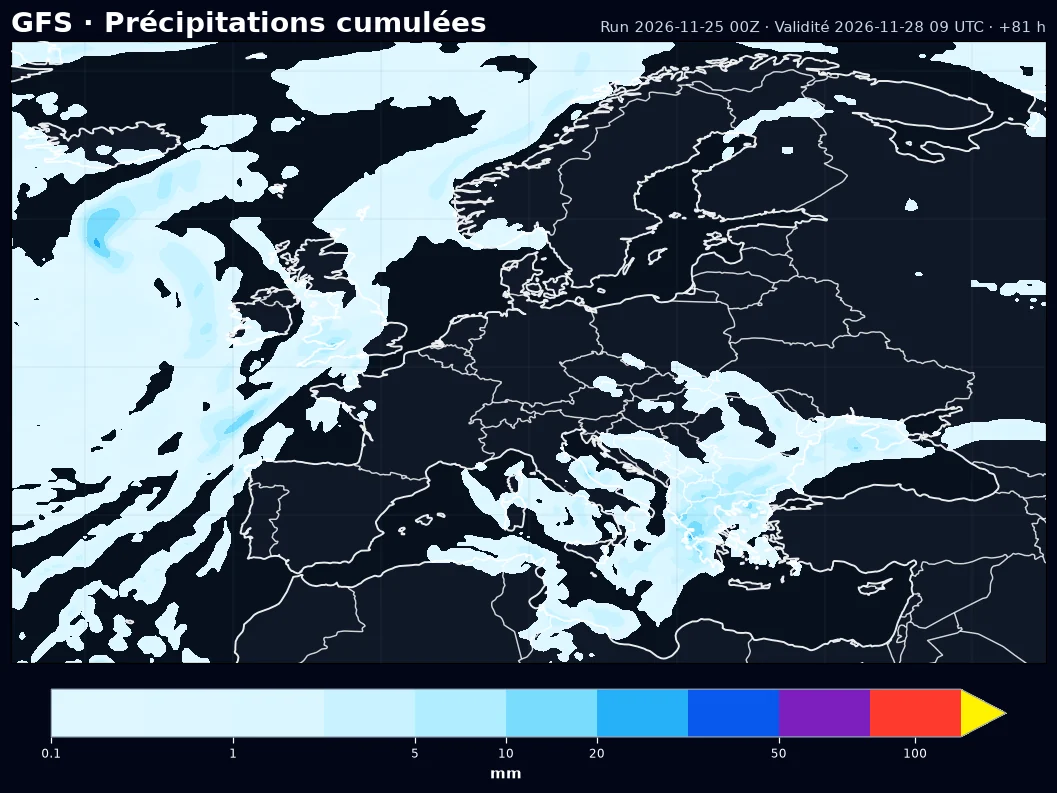 GFS · Précipitations cumulées
Run 2026-11-25 00Z · Validité 2026-11-28 09 UTC · +81 h
0.1 1 5 10 20 50 100
mm